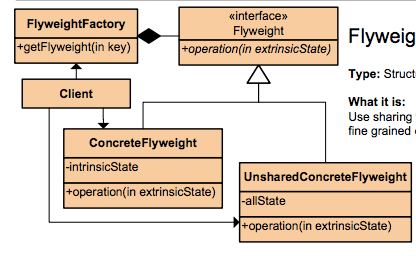 FlyweightFactory
+getFlyweight(in key)
«interface»
Flyweight
+operation(in extrinsicState)
Client
ConcreteFlyweight
-intrinsicState
+operation(in extrinsicState)
UnsharedConcreteFlyweight
-allState
+operation(in extrinsicState)
Flyweig
Type: Struct
What it is:
Use sharing
fine grained